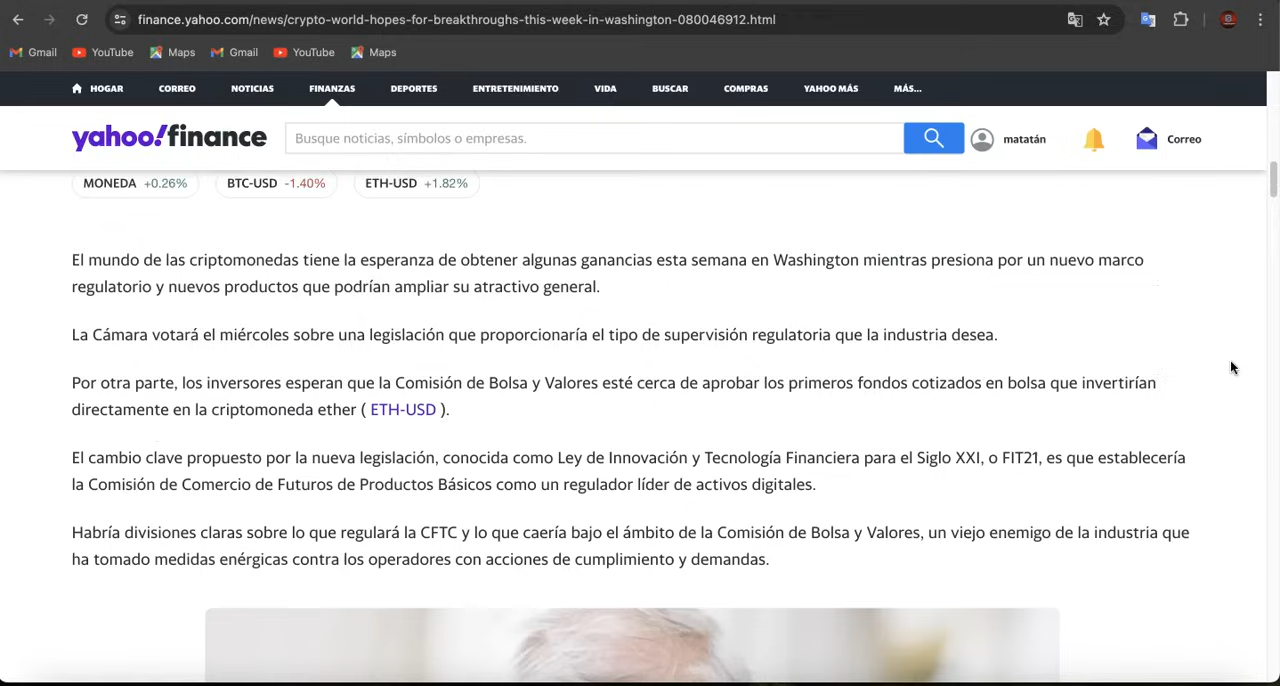 finance.yahoo.com/news/crypto-world-hopes-for-breakthroughs-this-week-in-washington-080046912.html
Gmail YouTube Maps Gmail YouTube Maps
HOGAR CORREO NOTICIAS FINANZAS DEPORTES ENTRETENIMIENTO VIDA BUSCAR COMPRAS YAHOO MÁS MÁS...
yahoo!finance Busque noticias, símbolos o empresas. matatán Correo
MONEDA +0.26% BTC-USD -1.40% ETH-USD +1.82%
El mundo de las criptomonedas tiene la esperanza de obtener algunas ganancias esta semana en Washington mientras presiona por un nuevo marco
regulatorio y nuevos productos que podrían ampliar su atractivo general.
La Cámara votará el miércoles sobre una legislación que proporcionaría el tipo de supervisión regulatoria que la industria desea.
Por otra parte, los inversores esperan que la Comisión de Bolsa y Valores esté cerca de aprobar los primeros fondos cotizados en bolsa que invertirían
directamente en la criptomoneda ether ( ETH-USD ).
El cambio clave propuesto por la nueva legislación, conocida como Ley de Innovación y Tecnología Financiera para el Siglo XXI, o FIT21, es que establecería
la Comisión de Comercio de Futuros de Productos Básicos como un regulador líder de activos digitales.
Habría divisiones claras sobre lo que regulará la CFTC y lo que caería bajo el ámbito de la Comisión de Bolsa y Valores, un viejo enemigo de la industria que
ha tomado medidas enérgicas contra los operadores con acciones de cumplimiento y demandas.